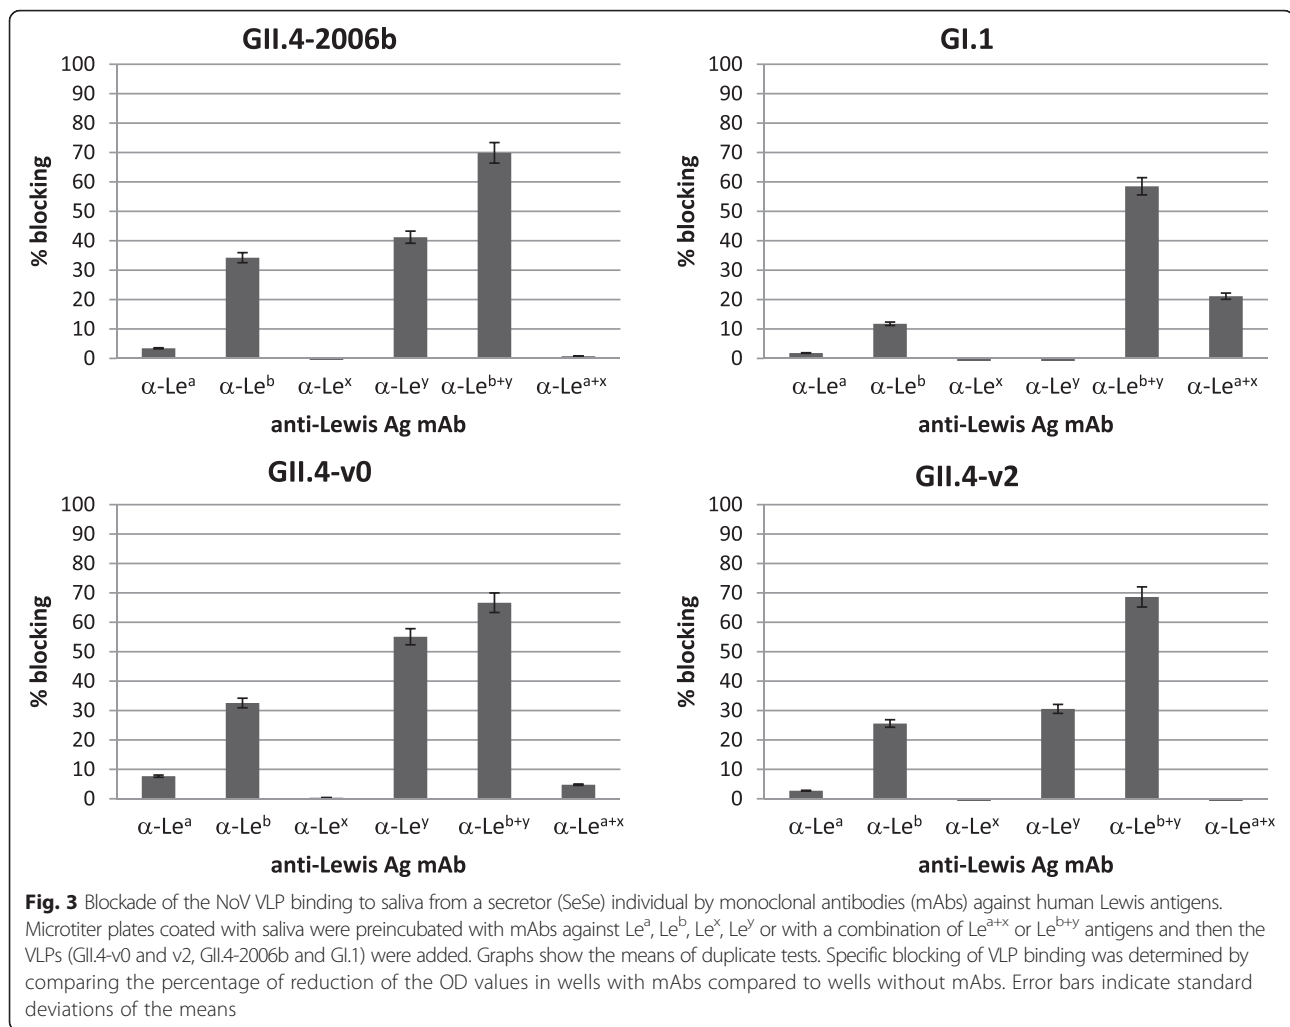 GII.4-2006b
100
90
80
70
60
50
40
30
20
10
0
% blocking
α-Leᵃ α-Leᵇ α-Leˣ α-Leʸ α-Leᵇ⁺ʸ α-Leᵃ⁺ˣ
anti-Lewis Ag mAb
GI.1
100
90
80
70
60
50
40
30
20
10
0
% blocking
α-Leᵃ α-Leᵇ α-Leˣ α-Leʸ α-Leᵇ⁺ʸ α-Leᵃ⁺ˣ
anti-Lewis Ag mAb
GII.4-v0
100
90
80
70
60
50
40
30
20
10
0
% blocking
α-Leᵃ α-Leᵇ α-Leˣ α-Leʸ α-Leᵇ⁺ʸ α-Leᵃ⁺ˣ
anti-Lewis Ag mAb
GII.4-v2
100
90
80
70
60
50
40
30
20
10
0
% blocking
α-Leᵃ α-Leᵇ α-Leˣ α-Leʸ α-Leᵇ⁺ʸ α-Leᵃ⁺ˣ
anti-Lewis Ag mAb
Fig. 3 Blockade of the NoV VLP binding to saliva from a secretor (SeSe) individual by monoclonal antibodies (mAbs) against human Lewis antigens.
Microtiter plates coated with saliva were preincubated with mAbs against Leᵃ, Leᵇ, Leˣ, Leʸ or with a combination of Leᵃ⁺ˣ or Leᵇ⁺ʸ antigens and then the
VLPs (GII.4-v0 and v2, GII.4-2006b and GI.1) were added. Graphs show the means of duplicate tests. Specific blocking of VLP binding was determined by
comparing the percentage of reduction of the OD values in wells with mAbs compared to wells without mAbs. Error bars indicate standard
deviations of the means